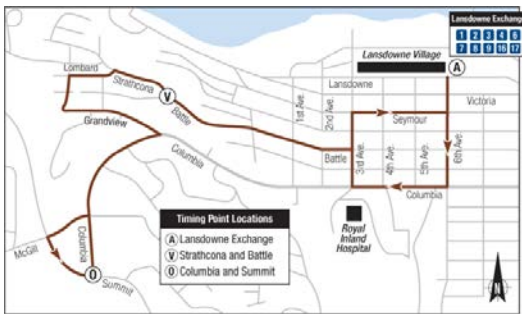 Lansdowne Exchange
1 2 3 4 6
7 8 9 16 17
Lansdowne Village
A
Lombard
Strathcona
V
Battle
Lansdowne
Victoria
1st Ave.
2nd Ave.
Seymour
Grandview
Columbia
Battle
3rd Ave.
4th Ave.
5th Ave.
6th Ave.
Columbia
Royal
Inland
Hospital
Timing Point Locations
A Lansdowne Exchange
V Strathcona and Battle
O Columbia and Summit
McGill
Columbia
O
Summit
N